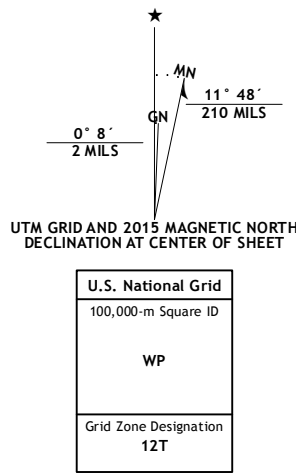 ★
MN
GN
11° 48´
210 MILS
0° 8´
2 MILS
UTM GRID AND 2015 MAGNETIC NORTH
DECLINATION AT CENTER OF SHEET
U.S. National Grid
100,000-m Square ID
WP
Grid Zone Designation
12T